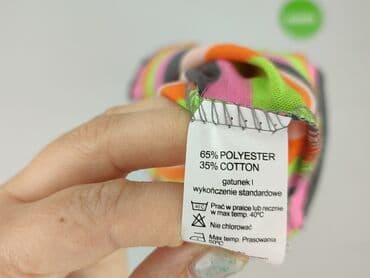 65% POLYESTER
35% COTTON
gatunek I
wykończenie standardowe
Prać w pralce lub ręcznie
w max temp. 40°C
Nie chlorować
Max temp. Prasowania
50°C